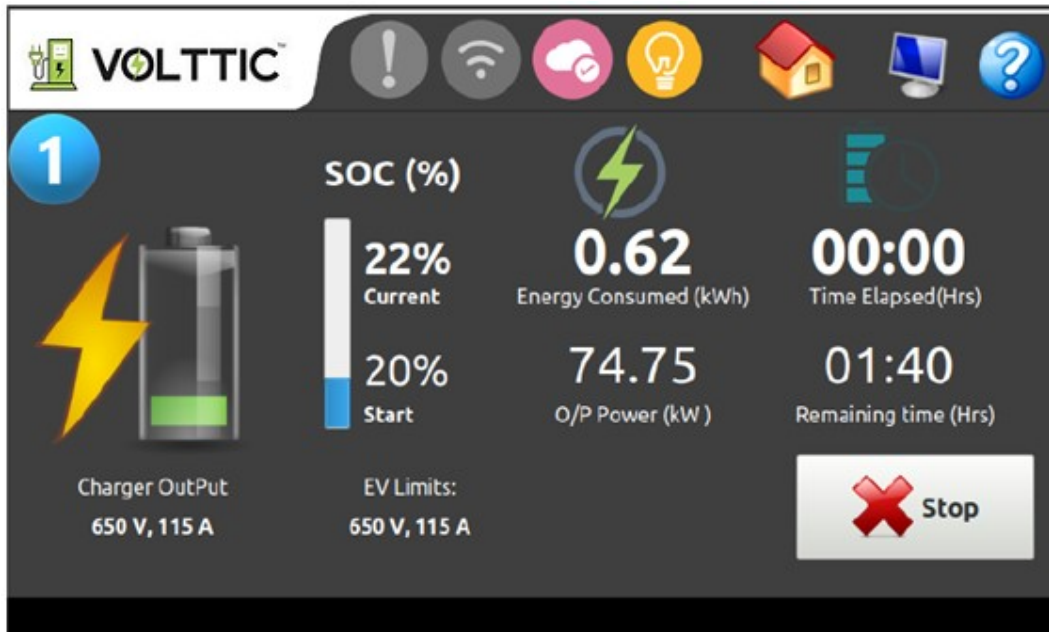 VOLTTIC™
1
SOC (%)
22%
Current
20%
Start
0.62
Energy Consumed (kWh)
74.75
O/P Power (kW )
00:00
Time Elapsed(Hrs)
01:40
Remaining time (Hrs)
Charger OutPut
650 V, 115 A
EV Limits:
650 V, 115 A
Stop